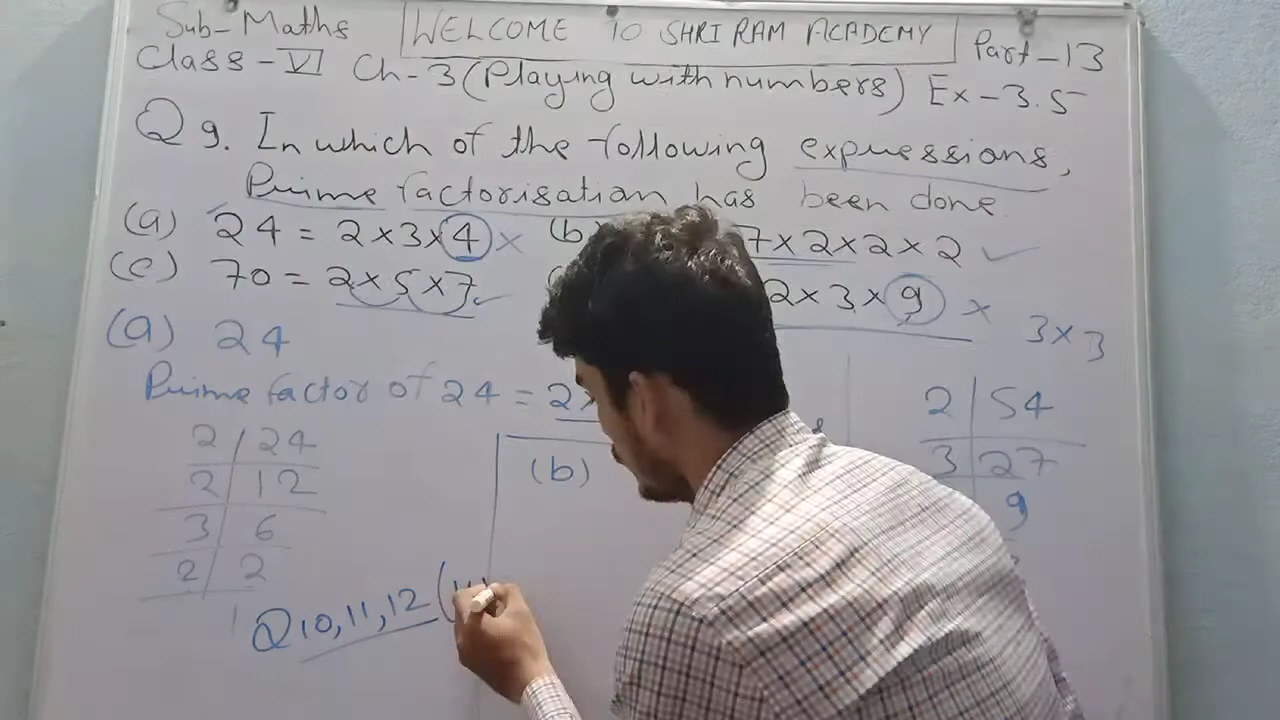 Sub-Maths WELCOME TO SHRI RAM ACADEMY Part-13
Class-VI Ch-3 (Playing with numbers) Ex-3.5
Q 9. In which of the following expressions,
Prime factorisation has been done
(a) 24 = 2×3×4 × (b) 7×2×2×2 ✓
(c) 70 = 2×5×7 ✓ 2×3×9 ×
3×3
(a) 24
Prime factor of 24 = 2×
2 24
2 12
3 6
2 2
1
(b)
2 54
3 27
9
Q10,11,12 (